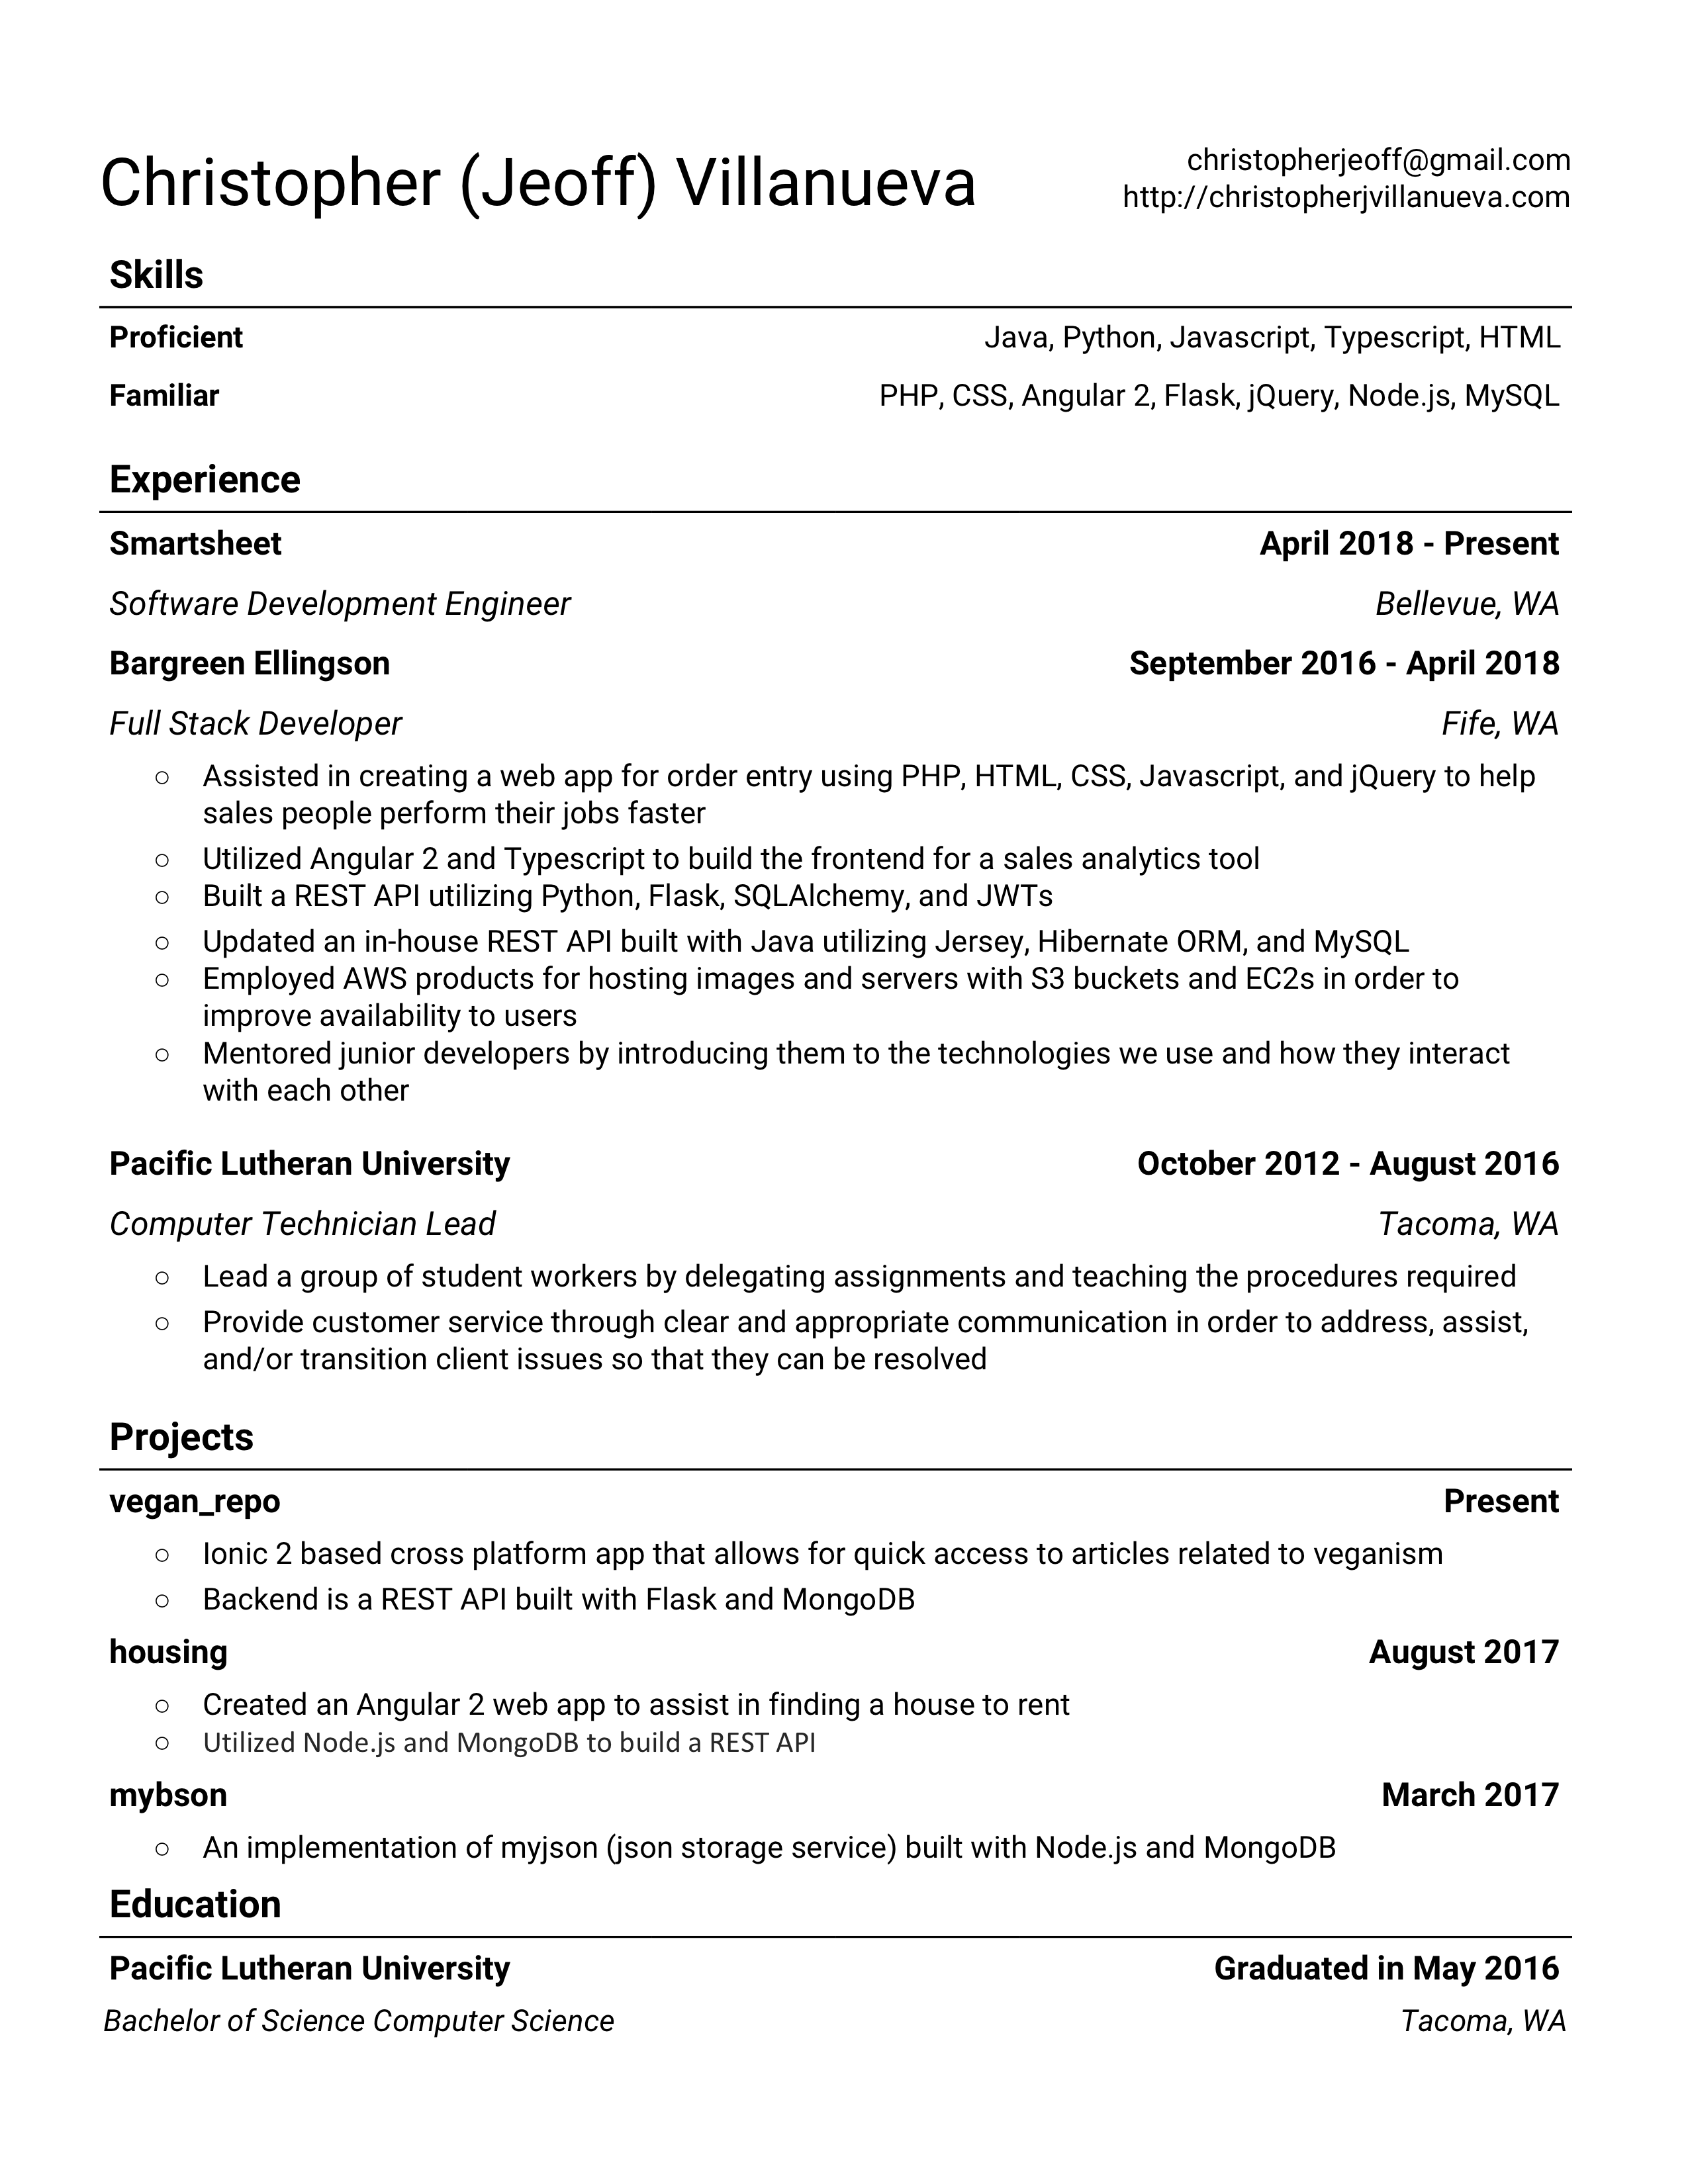 Christopher (Jeoff) Villanueva
christopherjeoff@gmail.com
http://christopherjvillanueva.com
Skills
Proficient Java, Python, Javascript, Typescript, HTML
Familiar PHP, CSS, Angular 2, Flask, jQuery, Node.js, MySQL
Experience
Smartsheet April 2018 - Present
Software Development Engineer Bellevue, WA
Bargreen Ellingson September 2016 - April 2018
Full Stack Developer Fife, WA
○ Assisted in creating a web app for order entry using PHP, HTML, CSS, Javascript, and jQuery to help
sales people perform their jobs faster
○ Utilized Angular 2 and Typescript to build the frontend for a sales analytics tool
○ Built a REST API utilizing Python, Flask, SQLAlchemy, and JWTs
○ Updated an in-house REST API built with Java utilizing Jersey, Hibernate ORM, and MySQL
○ Employed AWS products for hosting images and servers with S3 buckets and EC2s in order to
improve availability to users
○ Mentored junior developers by introducing them to the technologies we use and how they interact
with each other
Pacific Lutheran University October 2012 - August 2016
Computer Technician Lead Tacoma, WA
○ Lead a group of student workers by delegating assignments and teaching the procedures required
○ Provide customer service through clear and appropriate communication in order to address, assist,
and/or transition client issues so that they can be resolved
Projects
vegan_repo Present
○ Ionic 2 based cross platform app that allows for quick access to articles related to veganism
○ Backend is a REST API built with Flask and MongoDB
housing August 2017
○ Created an Angular 2 web app to assist in finding a house to rent
○ Utilized Node.js and MongoDB to build a REST API
mybson March 2017
○ An implementation of myjson (json storage service) built with Node.js and MongoDB
Education
Pacific Lutheran University Graduated in May 2016
Bachelor of Science Computer Science Tacoma, WA